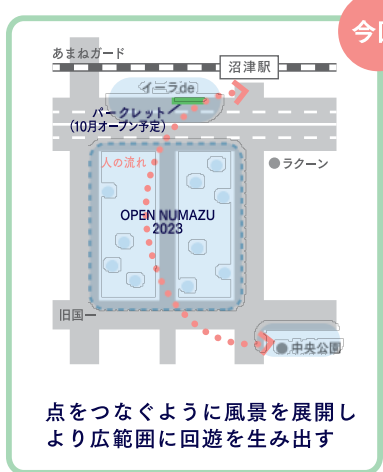 今回
あまねガード
沼津駅
イーラde
パークレット
(10月オープン予定)
人の流れ
ラクーン
OPEN NUMAZU
2023
旧国一
中央公園
点をつなぐように風景を展開し
より広範囲に回遊を生み出す